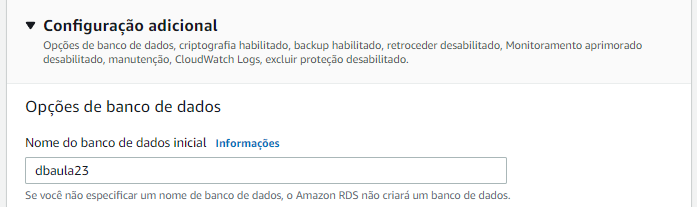 Configuração adicional
Opções de banco de dados, criptografia habilitado, backup habilitado, retroceder desabilitado, Monitoramento aprimorado
desabilitado, manutenção, CloudWatch Logs, excluir proteção desabilitado.
Opções de banco de dados
Nome do banco de dados inicial Informações
dbaula23
Se você não especificar um nome de banco de dados, o Amazon RDS não criará um banco de dados.